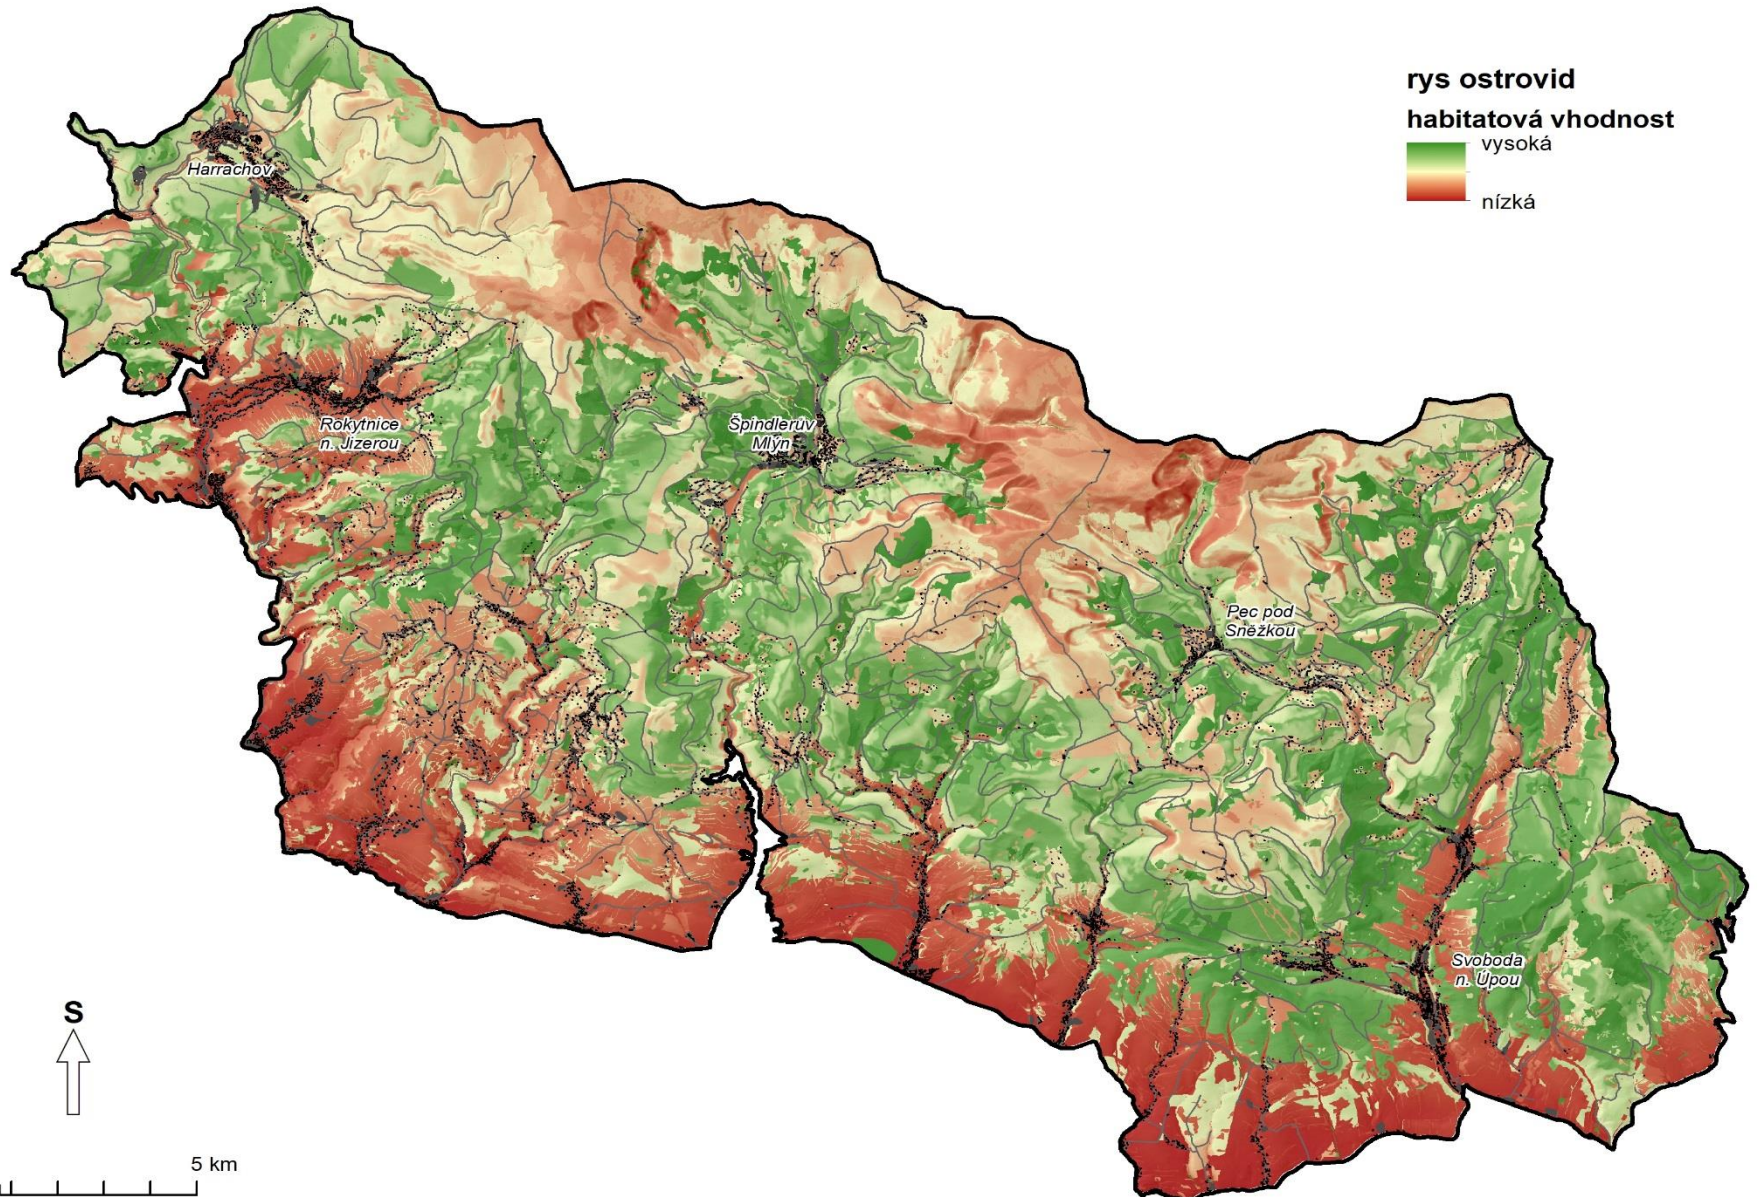 rys ostrovid
habitatová vhodnost
vysoká
nízká
Harrachov
Rokytnice
n. Jizerou
Špindlerův
Mlýn
Pec pod
Sněžkou
Svoboda
n. Úpou
S
5 km